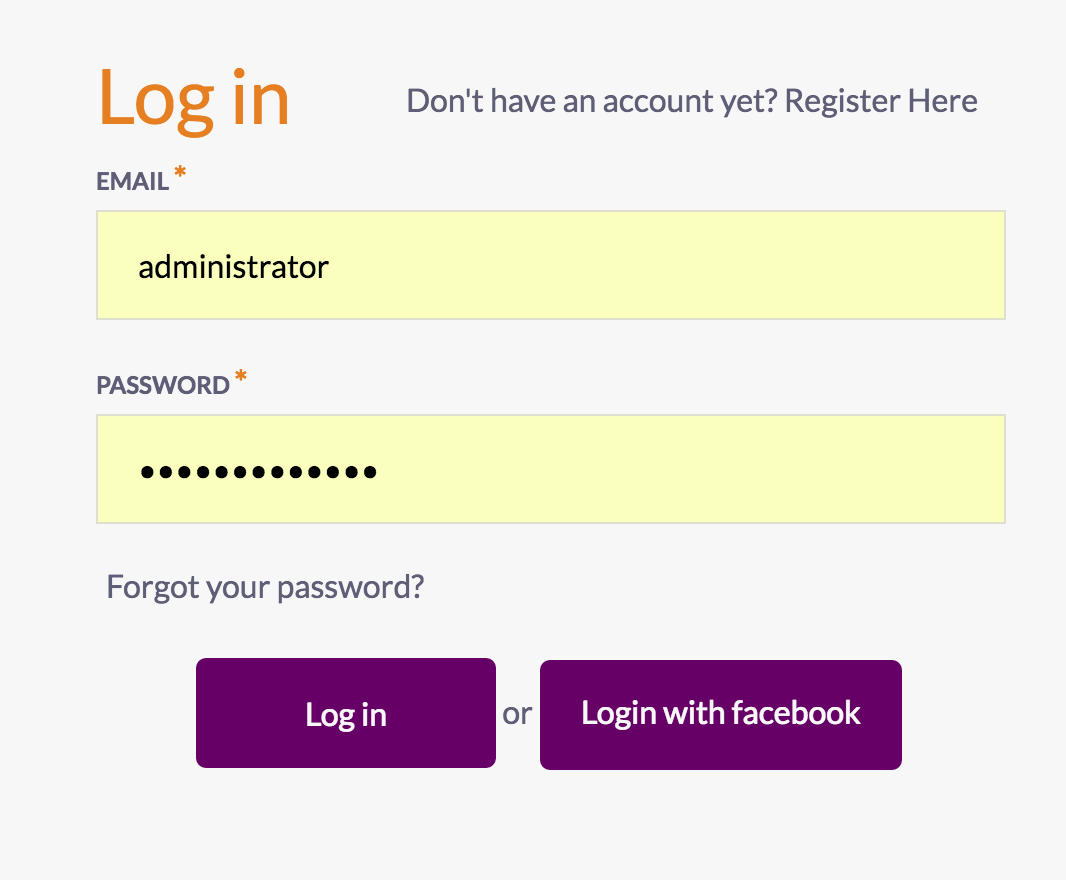 Log in
Don't have an account yet? Register Here
EMAIL *
administrator
PASSWORD *
•••••••••••••
Forgot your password?
Log in or Login with facebook